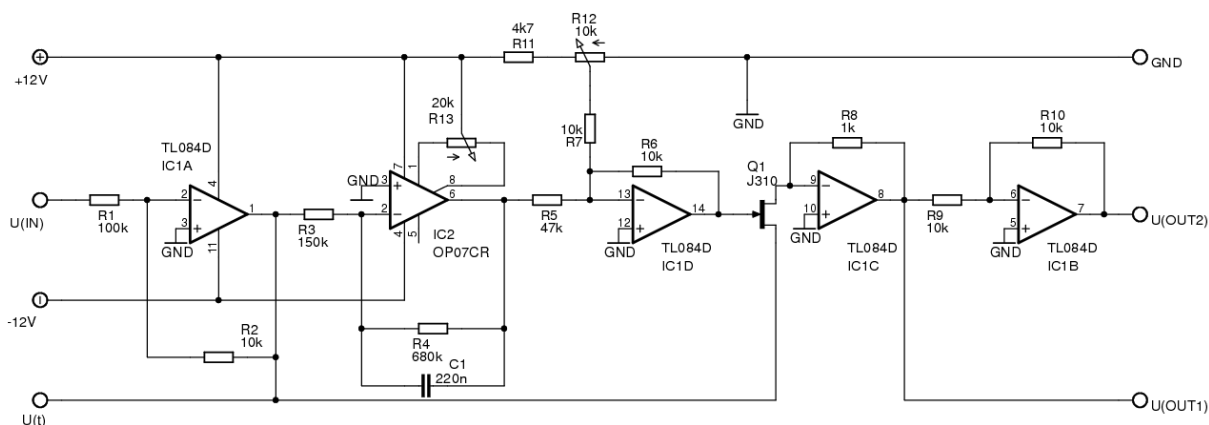 4k7
R11
R12
10k
+12V
GND
20k
R13
10k
R7
GND
R8
1k
R10
10k
TL084D
IC1A
4
7
1
8
R6
10k
Q1
J310
U(IN)
R1
100k
2
3
1
11
GND
R3
150k
GND
3
2
6
4
5
IC2
OP07CR
R5
47k
13
12
14
GND
TL084D
IC1D
9
10
8
GND
TL084D
IC1C
R9
10k
6
5
7
GND
TL084D
IC1B
U(OUT2)
-12V
R2
10k
R4
680k
C1
220n
U(t)
U(OUT1)